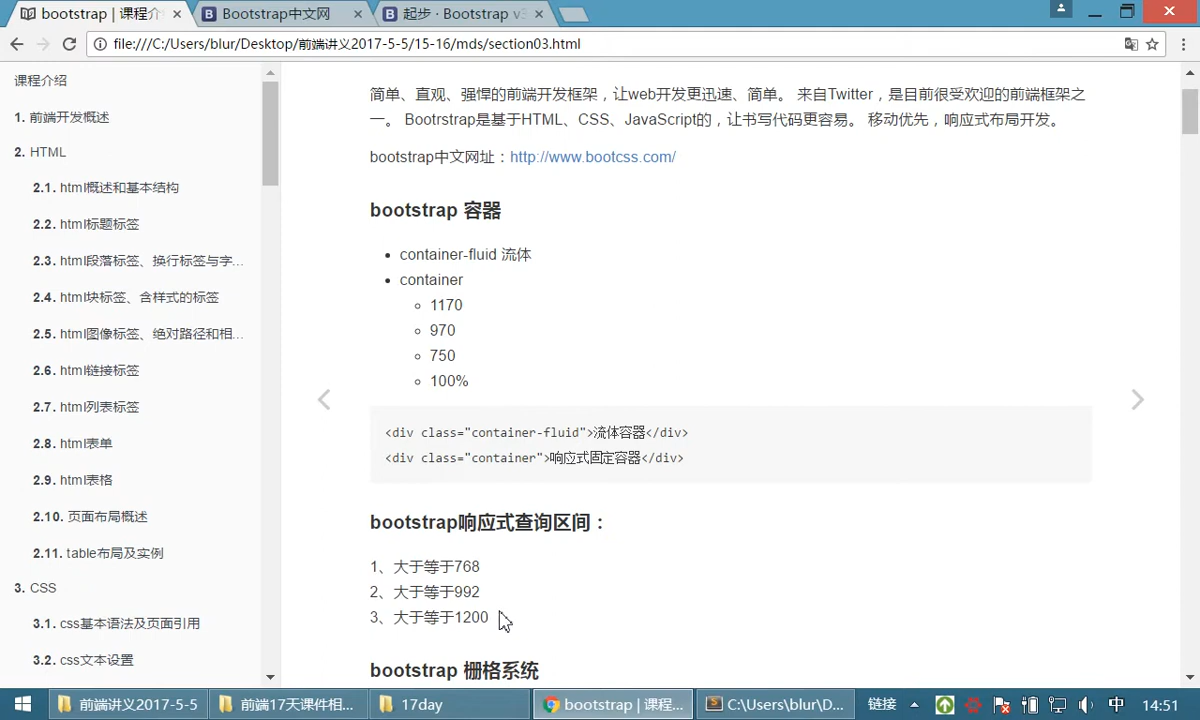 bootstrap | 课程介
Bootstrap中文网
起步 · Bootstrap v3
file:///C:/Users/blur/Desktop/前端讲义2017-5-5/15-16/mds/section03.html
课程介绍
1. 前端开发概述
2. HTML
2.1. html概述和基本结构
2.2. html标题标签
2.3. html段落标签、换行标签与字...
2.4. html块标签、含样式的标签
2.5. html图像标签、绝对路径和相...
2.6. html链接标签
2.7. html列表标签
2.8. html表单
2.9. html表格
2.10. 页面布局概述
2.11. table布局及实例
3. CSS
3.1. css基本语法及页面引用
3.2. css文本设置
简单、直观、强悍的前端开发框架，让web开发更迅速、简单。 来自Twitter，是目前很受欢迎的前端框架之
一。 Bootrstrap是基于HTML、CSS、JavaScript的，让书写代码更容易。 移动优先，响应式布局开发。
bootstrap中文网址：http://www.bootcss.com/
bootstrap 容器
• container-fluid 流体
• container
◦ 1170
◦ 970
◦ 750
◦ 100%
<div class="container-fluid">流体容器</div>
<div class="container">响应式固定容器</div>
bootstrap响应式查询区间：
1、大于等于768
2、大于等于992
3、大于等于1200
bootstrap 栅格系统
前端讲义2017-5-5
前端17天课件相...
17day
bootstrap | 课程...
C:\Users\blur\D...
链接
中
14:51